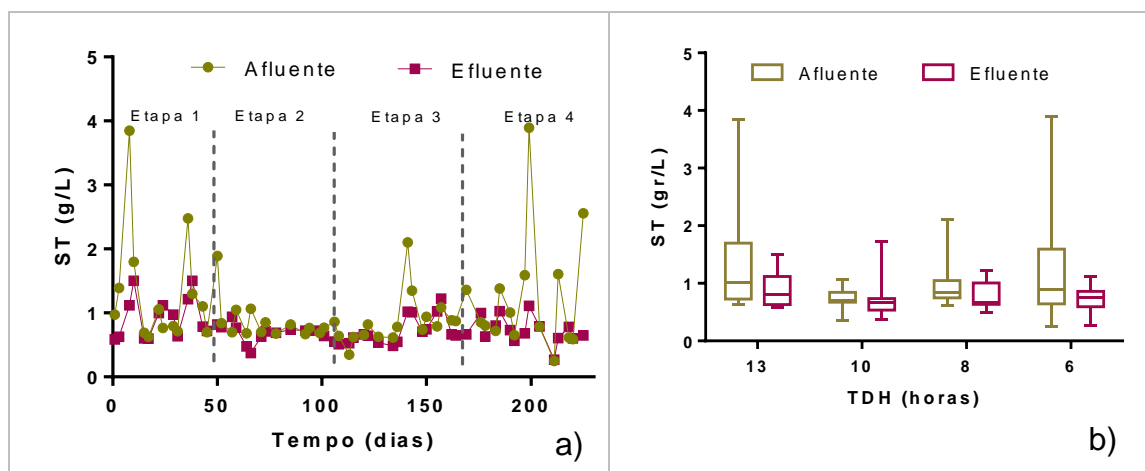 Afluente
Efluente
Etapa 1
Etapa 2
Etapa 3
Etapa 4
ST (g/L)
5
4
3
2
1
0
0
50
100
150
200
Tempo (dias)
a)
Afluente
Efluente
ST (gr/L)
5
4
3
2
1
0
13
10
8
6
TDH (horas)
b)